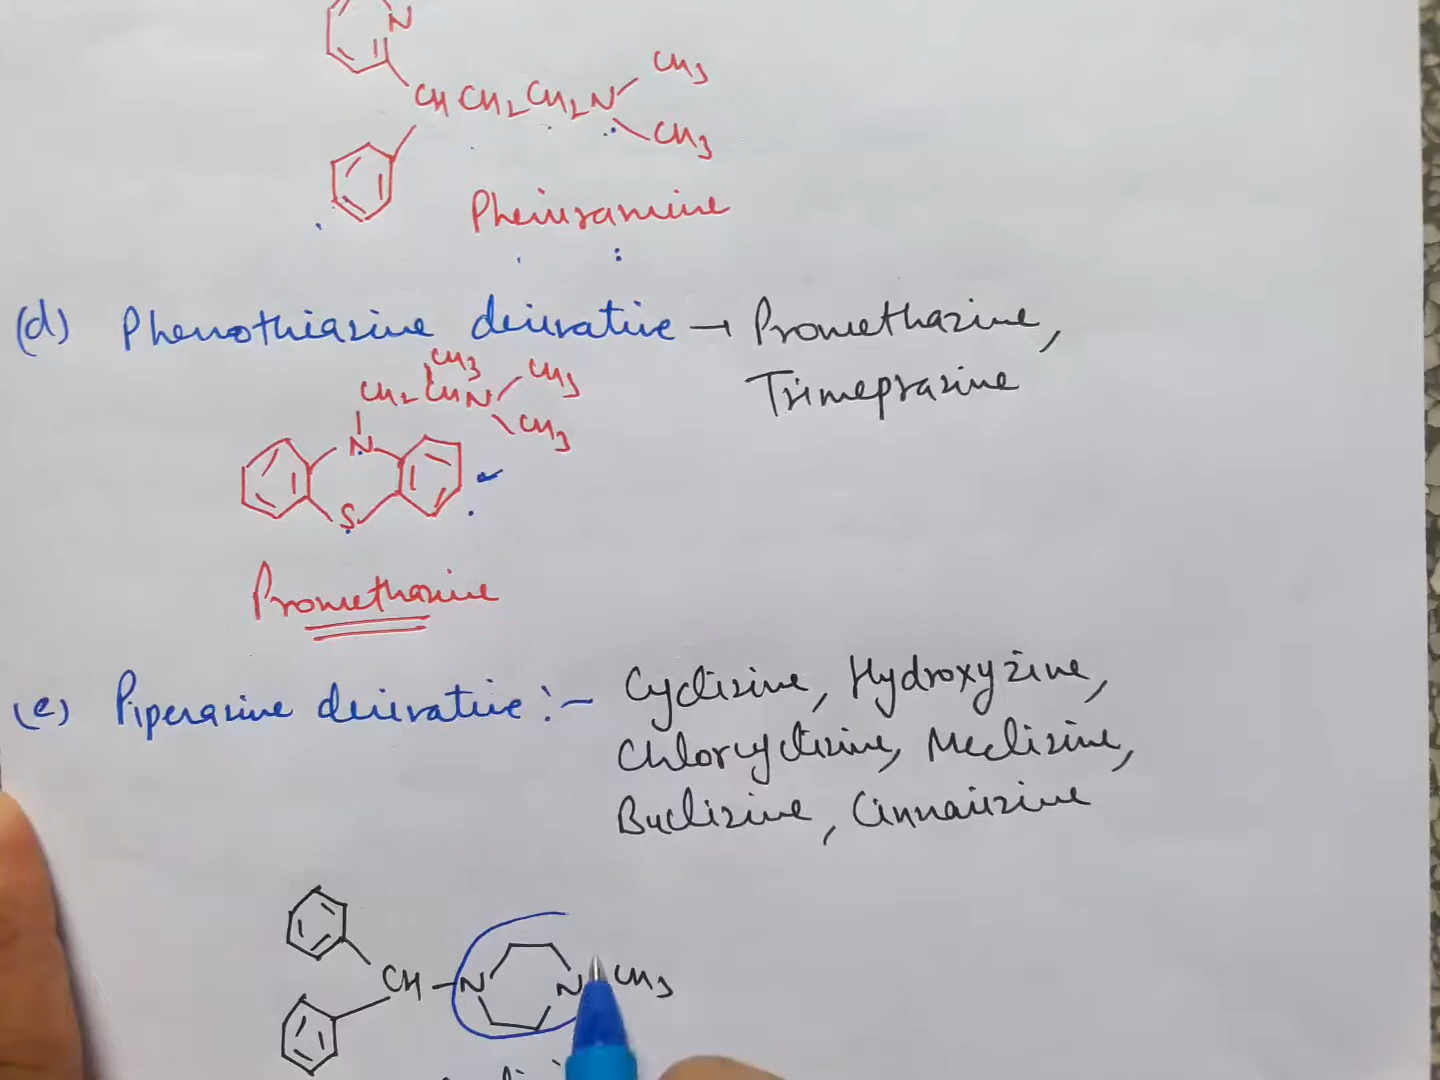 N
CH CH2 CH2 N
CH3
CH3
Pheniramine
(d) Phenothiazine derivative → Promethazine,
Trimeprazine
CH3
CH2 CH N
CH3
CH3
N
S
Promethazine
(e) Piperazine derivative :- Cyclizine, Hydroxyzine,
Chlorcyclizine, Meclizine,
Buclizine, Cinnarizine
CH - N
N CH3